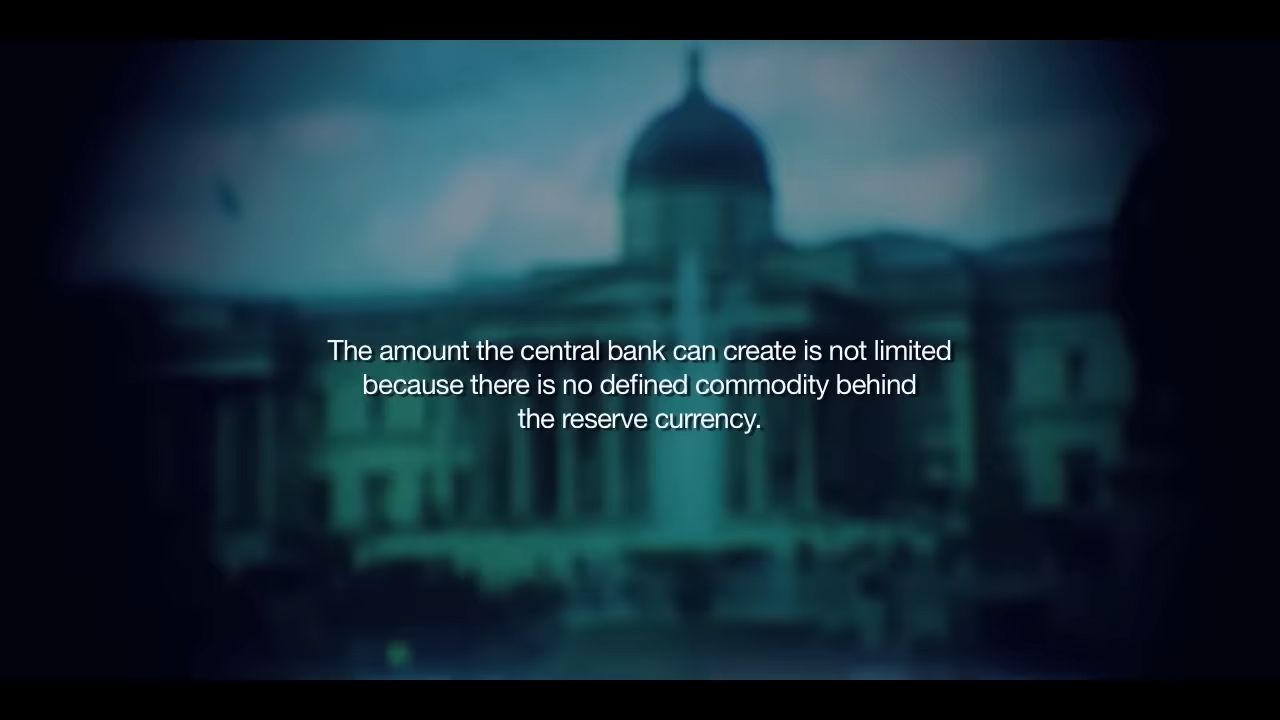 The amount the central bank can create is not limited
because there is no defined commodity behind
the reserve currency.